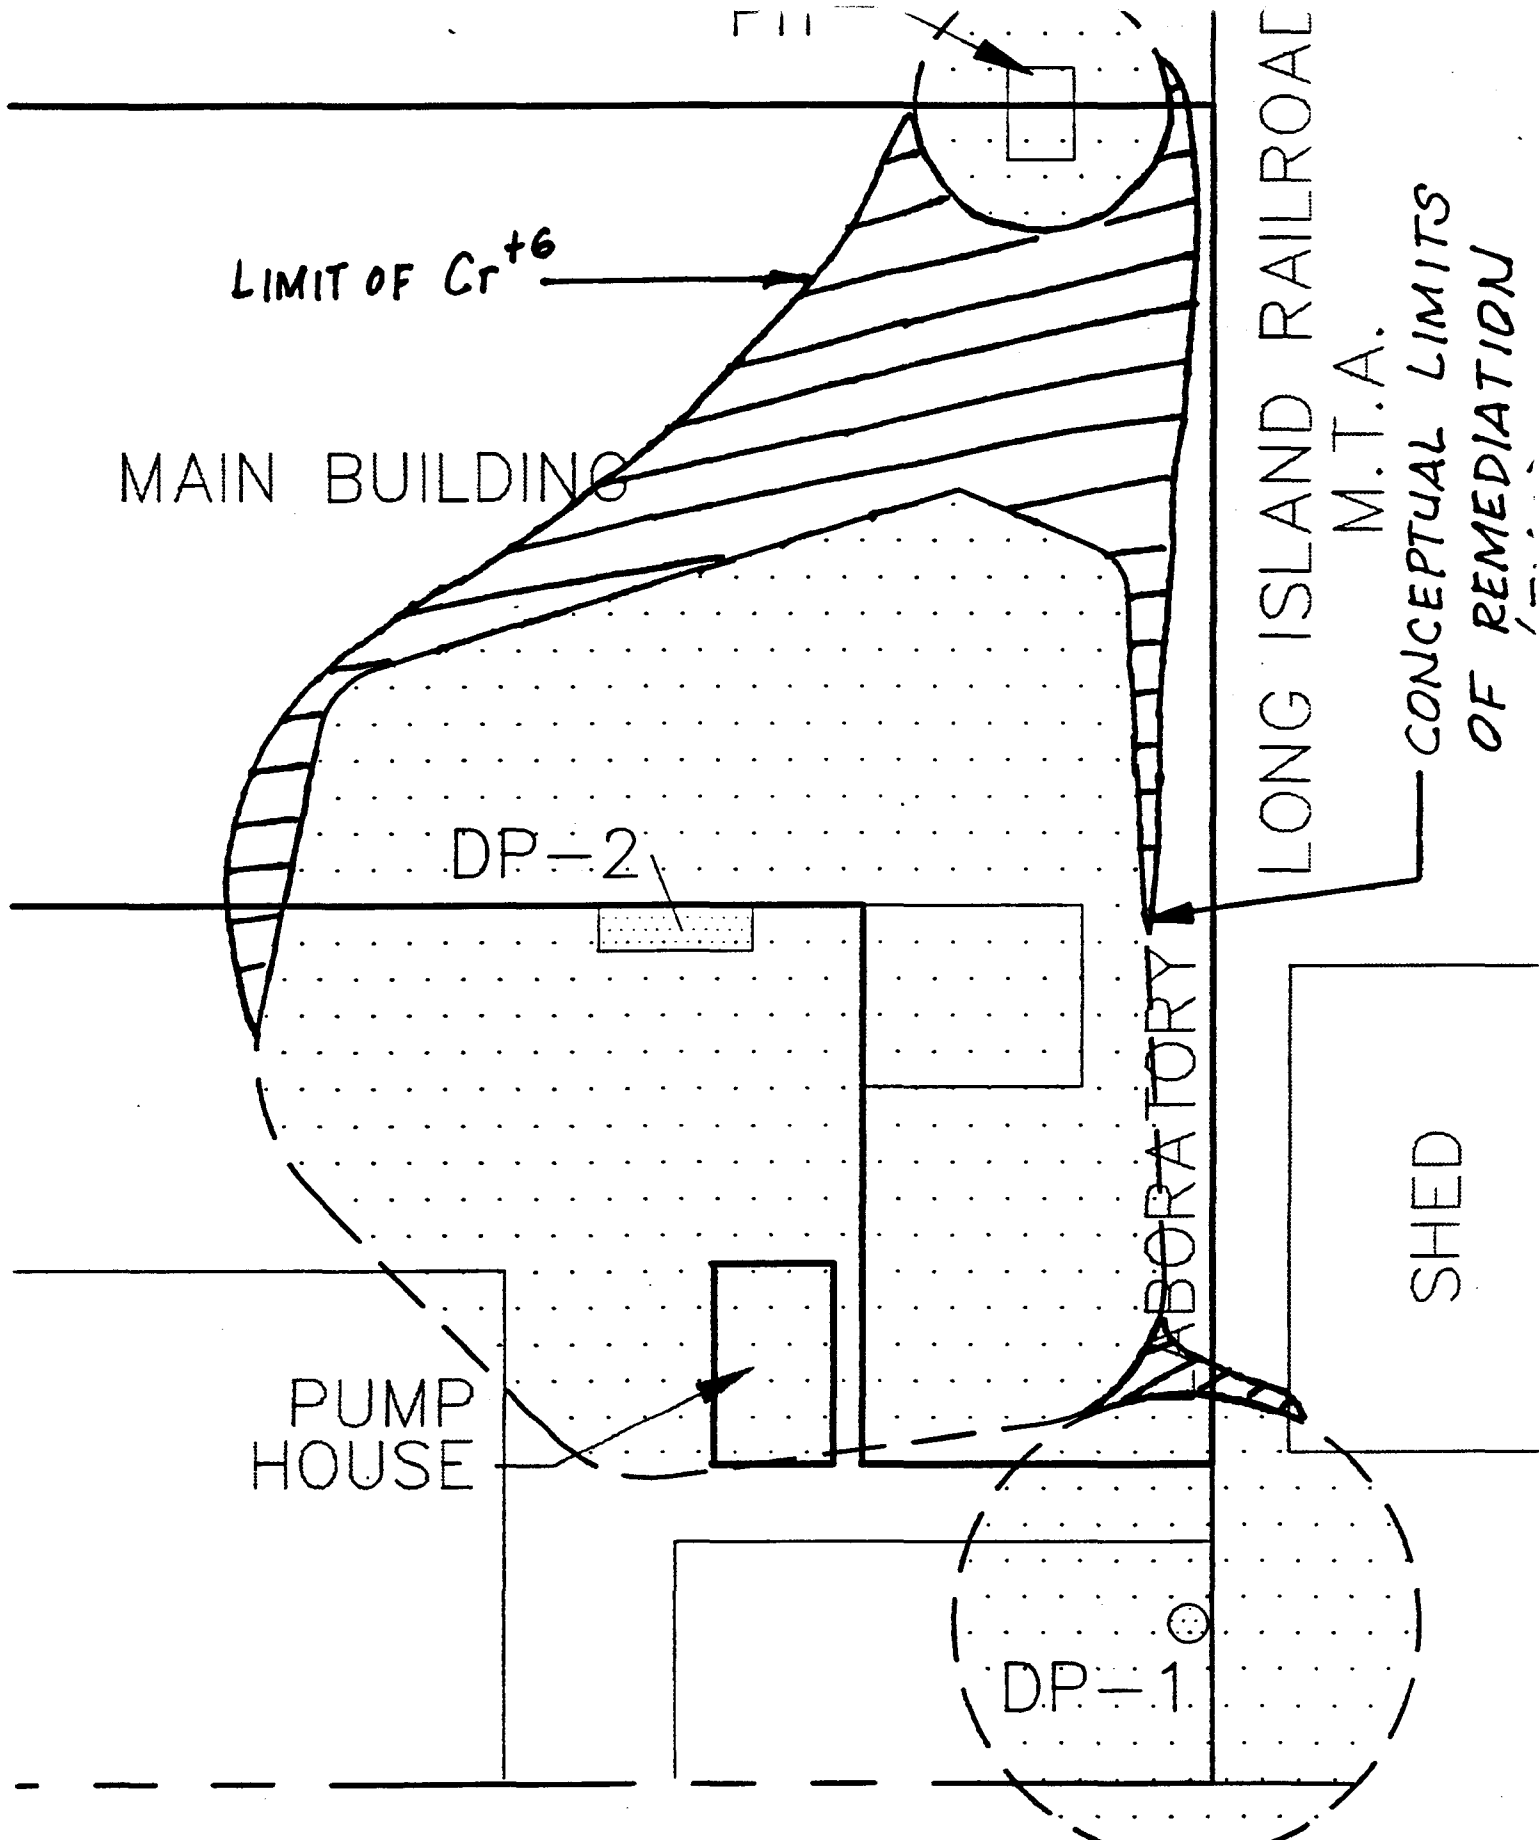 LIMIT OF Cr+6
MAIN BUILDING
LONG ISLAND RAILROAD
M.T.A.
CONCEPTUAL LIMITS
OF REMEDIATION
DP-2
SHED
PUMP
HOUSE
DP-1